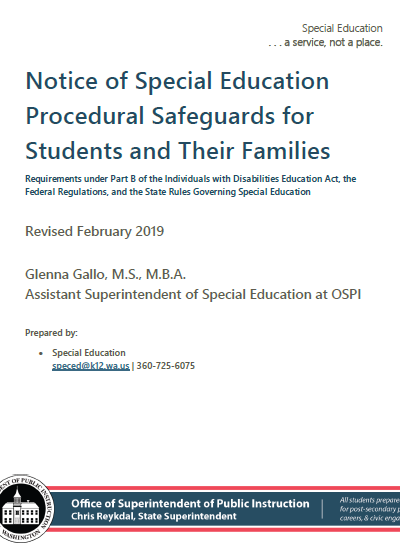 Special Education
. . . a service, not a place.
Notice of Special Education
Procedural Safeguards for
Students and Their Families
Requirements under Part B of the Individuals with Disabilities Education Act, the
Federal Regulations, and the State Rules Governing Special Education
Revised February 2019
Glenna Gallo, M.S., M.B.A.
Assistant Superintendent of Special Education at OSPI
Prepared by:
• Special Education
speced@k12.wa.us | 360-725-6075
OF PUBLIC INSTRUCTION
WASHINGTON
Office of Superintendent of Public Instruction
Chris Reykdal, State Superintendent
All students prepare
for post-secondary p
careers, & civic enga